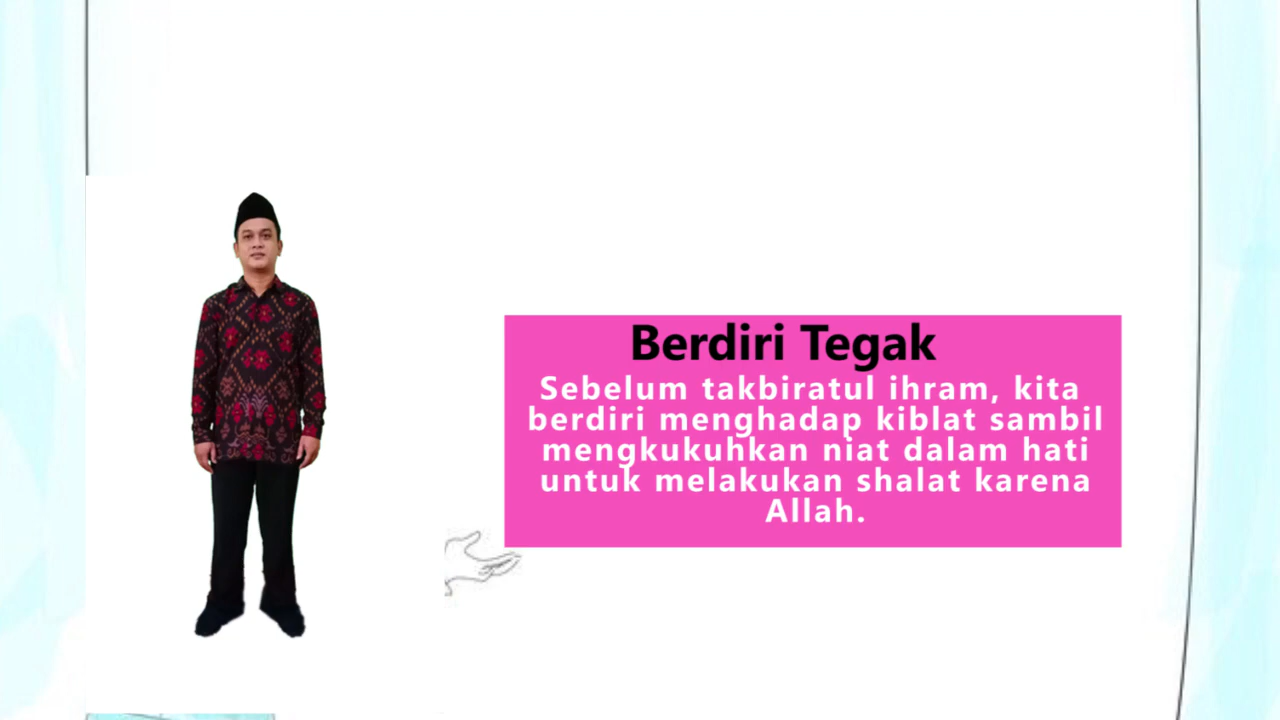 Berdiri Tegak
Sebelum takbiratul ihram, kita
berdiri menghadap kiblat sambil
mengkukuhkan niat dalam hati
untuk melakukan shalat karena
Allah.